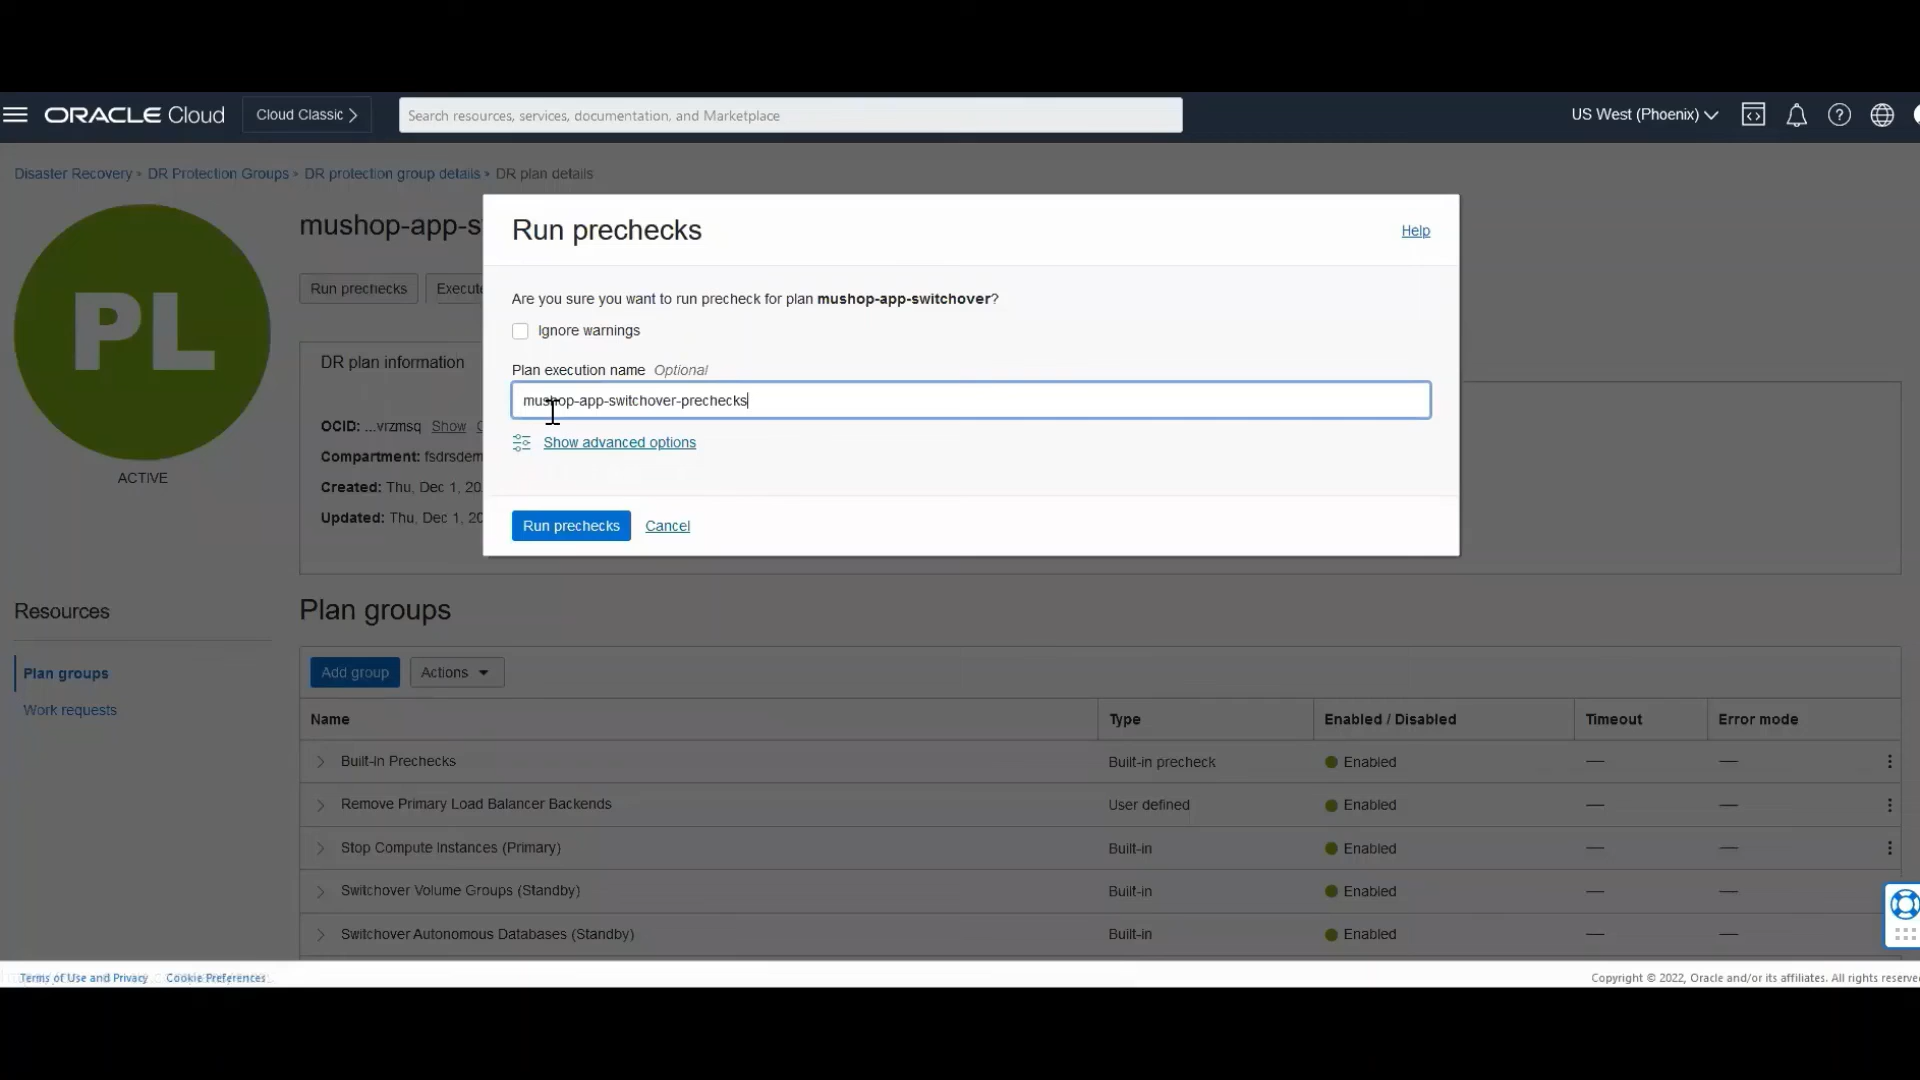 ORACLE Cloud
Cloud Classic
Search resources, services, documentation, and Marketplace
US West (Phoenix)
Disaster Recovery » DR Protection Groups » DR protection group details » DR plan details
PL
ACTIVE
mushop-app-s
Run prechecks
Execut
DR plan information
OCID: ...vrzmsq Show
Compartment: fsdrsdem
Created: Thu, Dec 1, 20
Updated: Thu, Dec 1, 20
Run prechecks
Help
Are you sure you want to run precheck for plan mushop-app-switchover?
Ignore warnings
Plan execution name Optional
mushop-app-switchover-prechecks
Show advanced options
Run prechecks
Cancel
Resources
Plan groups
Work requests
Plan groups
Add group
Actions
Name Type Enabled / Disabled Timeout Error mode
Built-in Prechecks Built-in precheck Enabled — —
Remove Primary Load Balancer Backends User defined Enabled — —
Stop Compute Instances (Primary) Built-in Enabled — —
Switchover Volume Groups (Standby) Built-in Enabled — —
Switchover Autonomous Databases (Standby) Built-in Enabled — —
Terms of Use and Privacy Cookie Preferences
Copyright © 2022, Oracle and/or its affiliates. All rights reserve